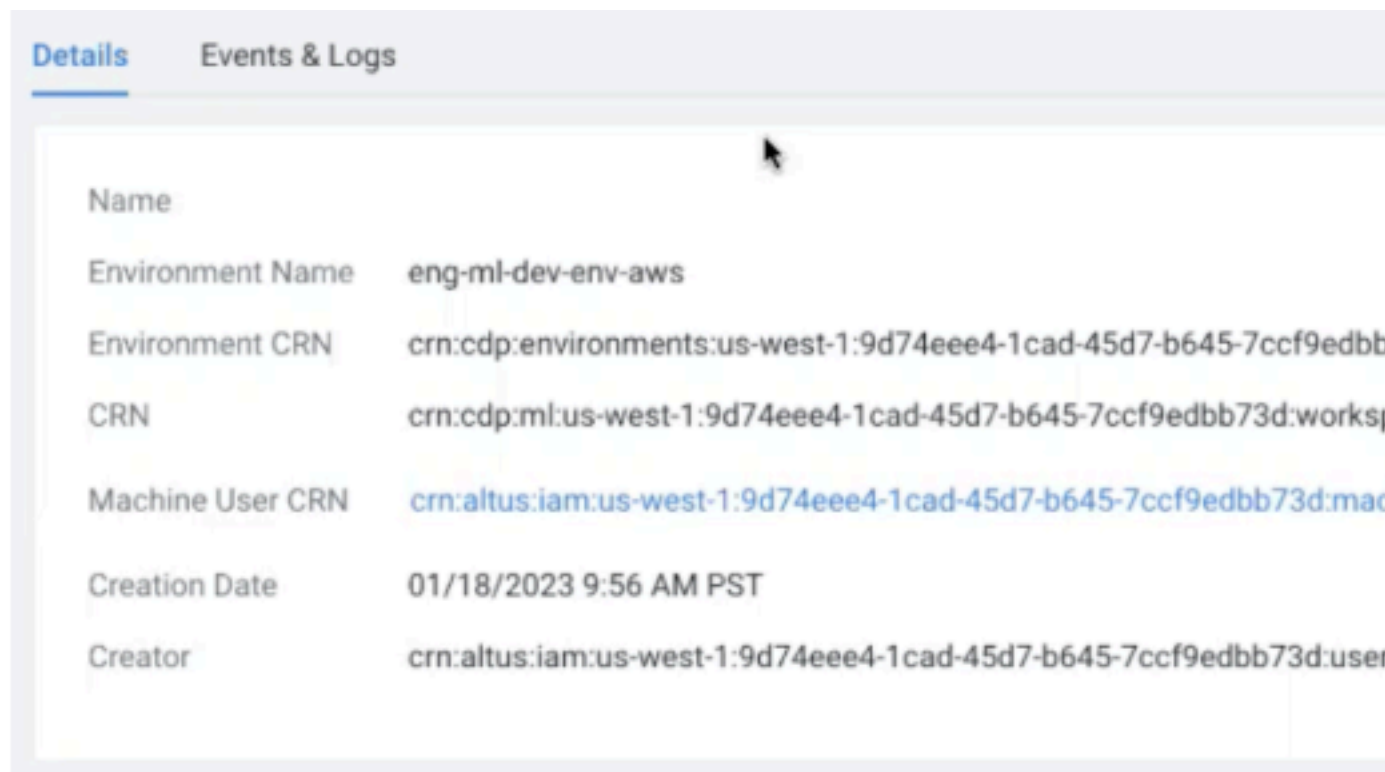 Details Events & Logs
Name
Environment Name eng-ml-dev-env-aws
Environment CRN crn:cdp:environments:us-west-1:9d74eee4-1cad-45d7-b645-7ccf9edbb
CRN crn:cdp:ml:us-west-1:9d74eee4-1cad-45d7-b645-7ccf9edbb73d:worksp
Machine User CRN crn:altus:iam:us-west-1:9d74eee4-1cad-45d7-b645-7ccf9edbb73d:mac
Creation Date 01/18/2023 9:56 AM PST
Creator crn:altus:iam:us-west-1:9d74eee4-1cad-45d7-b645-7ccf9edbb73d:user